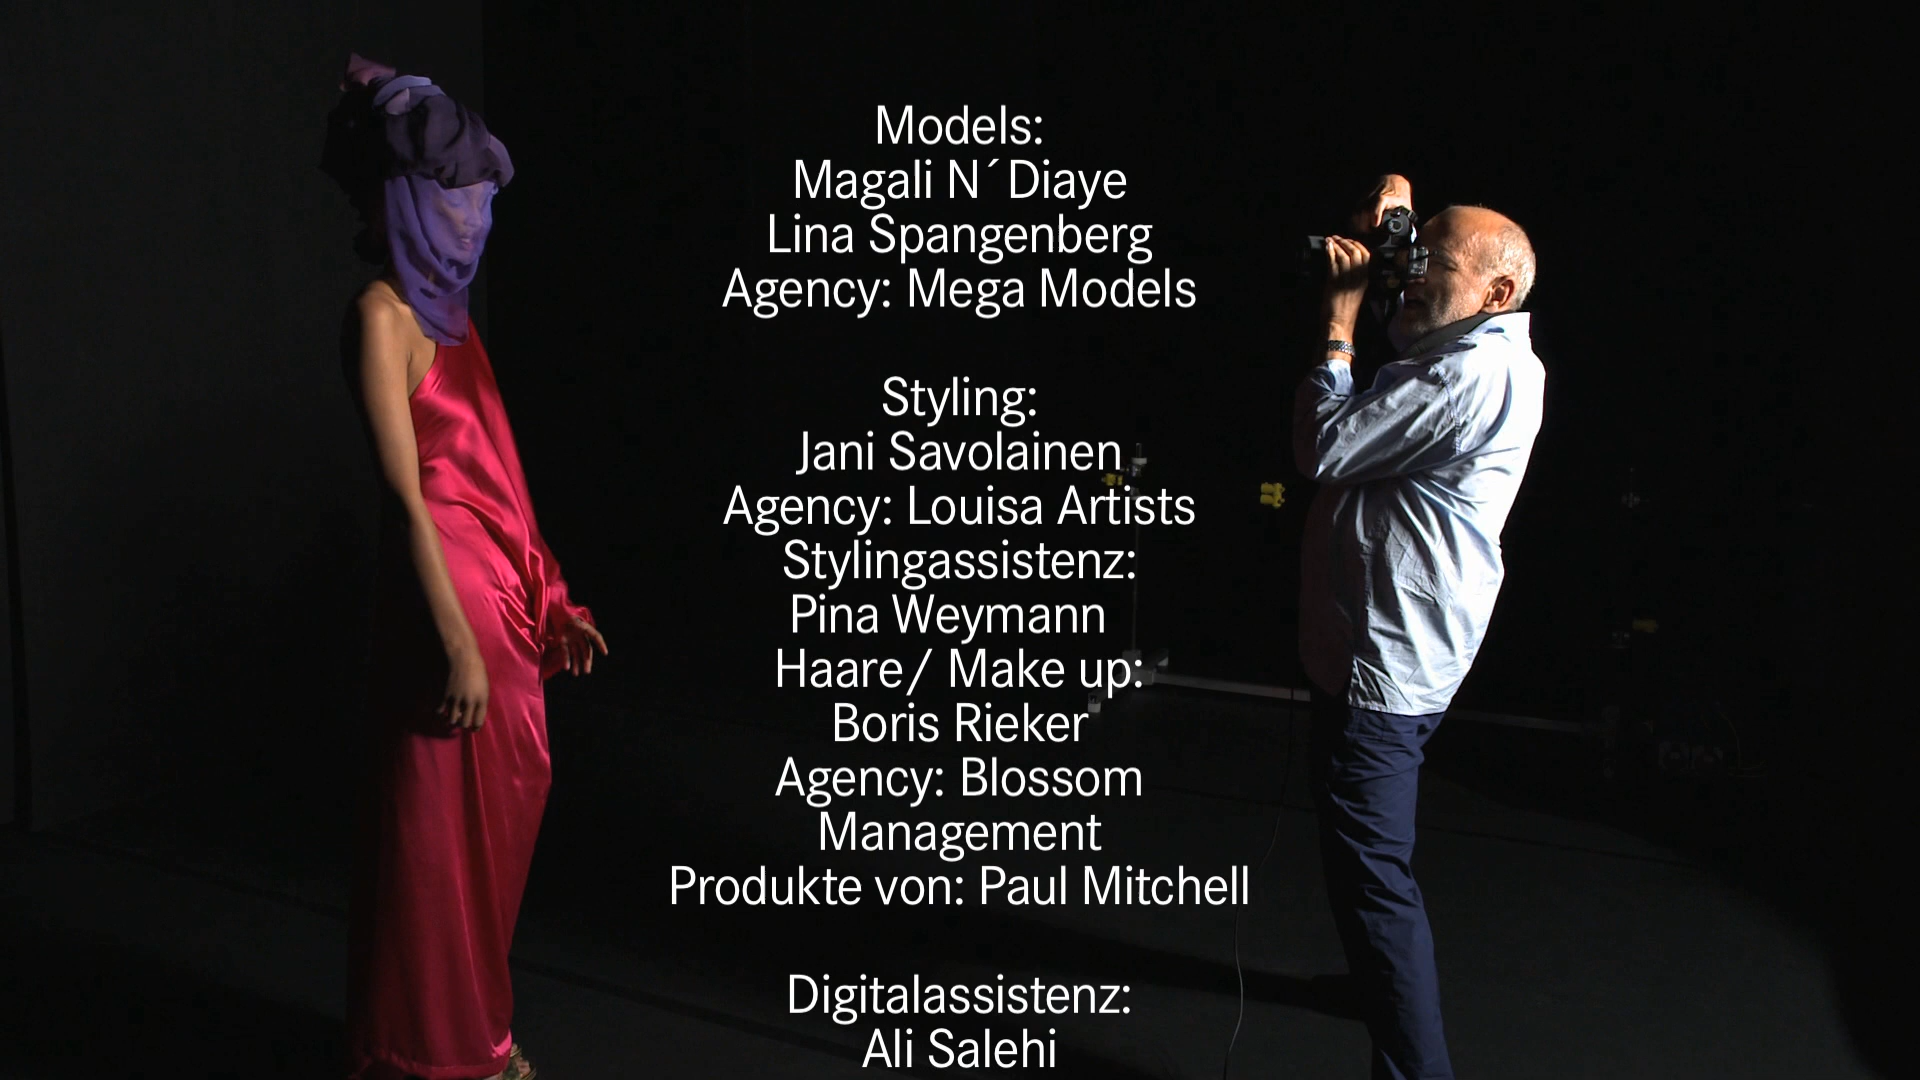 Models:
Magali N´Diaye
Lina Spangenberg
Agency: Mega Models
Styling:
Jani Savolainen
Agency: Louisa Artists
Stylingassistenz:
Pina Weymann
Haare/ Make up:
Boris Rieker
Agency: Blossom
Management
Produkte von: Paul Mitchell
Digitalassistenz:
Ali Salehi